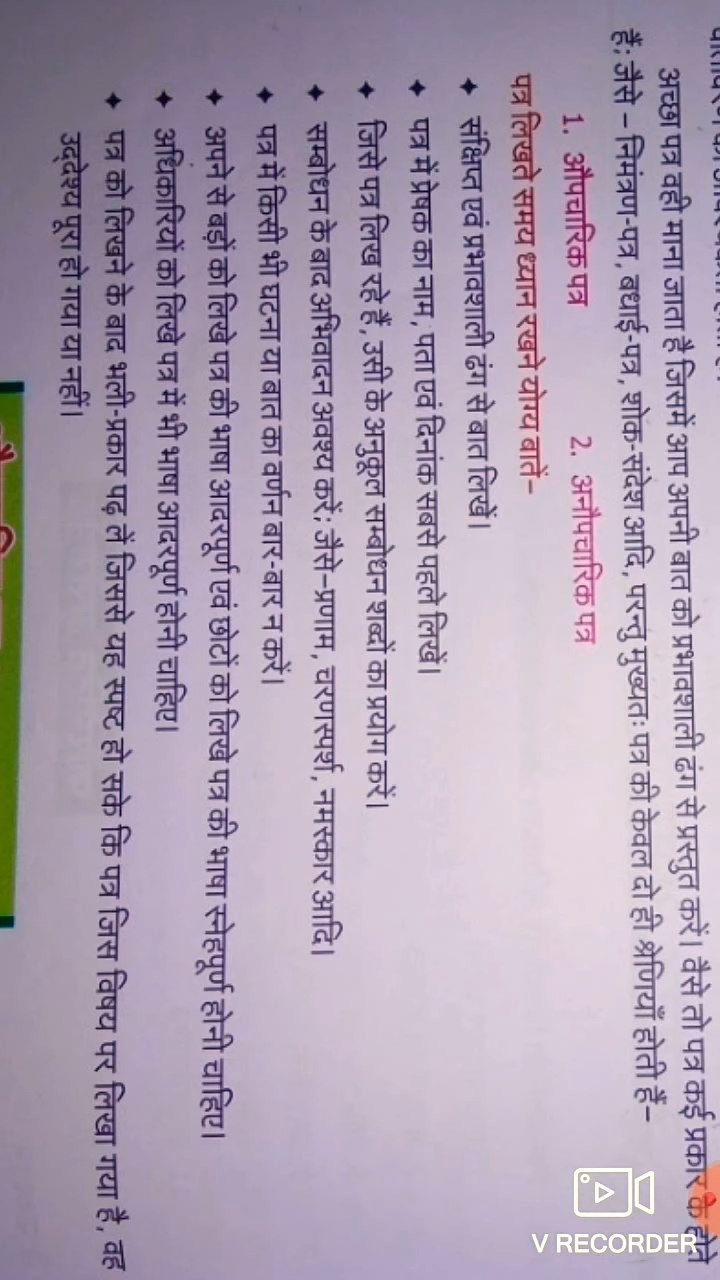 अच्छा पत्र वही माना जाता है जिसमें आप अपनी बात को प्रभावशाली ढंग से प्रस्तुत करें। वैसे तो पत्र कई प्रकार के होते
हैं; जैसे – निमंत्रण-पत्र, बधाई-पत्र, शोक-संदेश आदि, परन्तु मुख्यतः पत्र की केवल दो ही श्रेणियाँ होती हैं–
1. औपचारिक पत्र 2. अनौपचारिक पत्र
पत्र लिखते समय ध्यान रखने योग्य बातें–
✦ संक्षिप्त एवं प्रभावशाली ढंग से बात लिखें।
✦ पत्र में प्रेषक का नाम, पता एवं दिनांक सबसे पहले लिखें।
✦ जिसे पत्र लिख रहे हैं, उसी के अनुकूल सम्बोधन शब्दों का प्रयोग करें।
✦ सम्बोधन के बाद अभिवादन अवश्य करें; जैसे–प्रणाम, चरणस्पर्श, नमस्कार आदि।
✦ पत्र में किसी भी घटना या बात का वर्णन बार-बार न करें।
✦ अपने से बड़ों को लिखे पत्र की भाषा आदरपूर्ण एवं छोटों को लिखे पत्र की भाषा स्नेहपूर्ण होनी चाहिए।
✦ अधिकारियों को लिखे पत्र में भी भाषा आदरपूर्ण होनी चाहिए।
✦ पत्र को लिखने के बाद भली-प्रकार पढ़ लें जिससे यह स्पष्ट हो सके कि पत्र जिस विषय पर लिखा गया है, वह
उद्देश्य पूरा हो गया या नहीं।
V RECORDER